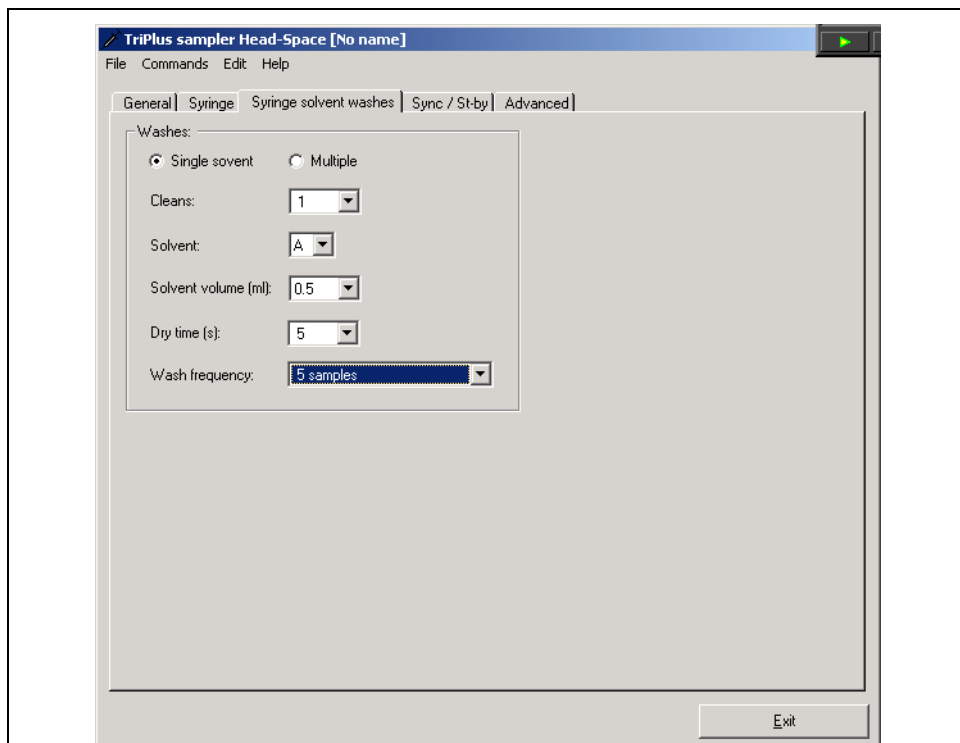 TriPlus sampler Head-Space [No name]
File Commands Edit Help
General Syringe Syringe solvent washes Sync / St-by Advanced
Washes:
Single sovent Multiple
Cleans: 1
Solvent: A
Solvent volume (ml): 0.5
Dry time (s): 5
Wash frequency: 5 samples
Exit